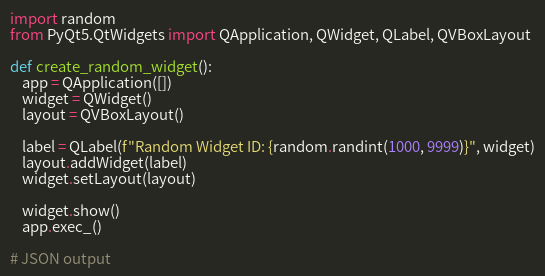 import random
from PyQt5.QtWidgets import QApplication, QWidget, QLabel, QVBoxLayout

def create_random_widget():
    app = QApplication([])
    widget = QWidget()
    layout = QVBoxLayout()

    label = QLabel(f"Random Widget ID: {random.randint(1000, 9999)}", widget)
    layout.addWidget(label)
    widget.setLayout(layout)

    widget.show()
    app.exec_()

# JSON output